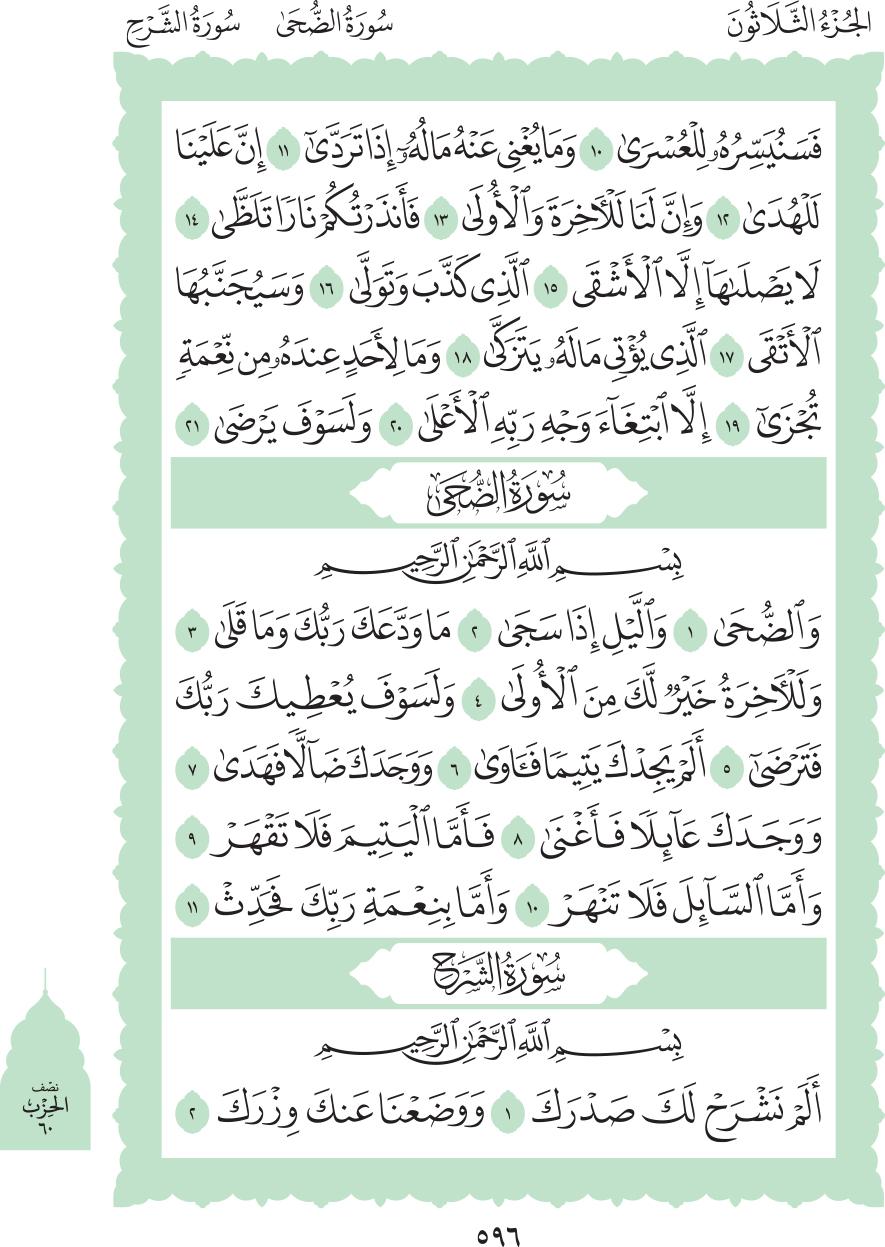 الجُزْءُ الثَّلَاثُونَ سُورَةُ الضُّحَىٰ سُورَةُ الشَّرْحِ
فَسَنُيَسِّرُهُۥ لِلْعُسْرَىٰ ١٠ وَمَا يُغْنِى عَنْهُ مَالُهُۥٓ إِذَا تَرَدَّىٰٓ ١١ إِنَّ عَلَيْنَا
لَلْهُدَىٰ ١٢ وَإِنَّ لَنَا لَلْأَخِرَةَ وَٱلْأُولَىٰ ١٣ فَأَنذَرْتُكُمْ نَارًا تَلَظَّىٰ ١٤
لَا يَصْلَىٰهَآ إِلَّا ٱلْأَشْقَى ١٥ ٱلَّذِى كَذَّبَ وَتَوَلَّىٰ ١٦ وَسَيُجَنَّبُهَا
ٱلْأَتْقَى ١٧ ٱلَّذِى يُؤْتِى مَالَهُۥ يَتَزَكَّىٰ ١٨ وَمَا لِأَحَدٍ عِندَهُۥ مِن نِّعْمَةٍ
تُجْزَىٰٓ ١٩ إِلَّا ٱبْتِغَآءَ وَجْهِ رَبِّهِ ٱلْأَعْلَىٰ ٢٠ وَلَسَوْفَ يَرْضَىٰ ٢١
سُورَةُ الضُّحَىٰ
بِسْمِ ٱللَّهِ ٱلرَّحْمَٰنِ ٱلرَّحِيمِ
وَٱلضُّحَىٰ ١ وَٱلَّيْلِ إِذَا سَجَىٰ ٢ مَا وَدَّعَكَ رَبُّكَ وَمَا قَلَىٰ ٣
وَلَلْأَخِرَةُ خَيْرٌ لَّكَ مِنَ ٱلْأُولَىٰ ٤ وَلَسَوْفَ يُعْطِيكَ رَبُّكَ
فَتَرْضَىٰٓ ٥ أَلَمْ يَجِدْكَ يَتِيمًا فَـَٔاوَىٰ ٦ وَوَجَدَكَ ضَآلًّا فَهَدَىٰ ٧
وَوَجَدَكَ عَآئِلًا فَأَغْنَىٰ ٨ فَأَمَّا ٱلْيَتِيمَ فَلَا تَقْهَرْ ٩
وَأَمَّا ٱلسَّآئِلَ فَلَا تَنْهَرْ ١٠ وَأَمَّا بِنِعْمَةِ رَبِّكَ فَحَدِّثْ ١١
سُورَةُ الشَّرْحِ
بِسْمِ ٱللَّهِ ٱلرَّحْمَٰنِ ٱلرَّحِيمِ
أَلَمْ نَشْرَحْ لَكَ صَدْرَكَ ١ وَوَضَعْنَا عَنكَ وِزْرَكَ ٢
نصف
الحِزْب
٦٠
٥٩٦